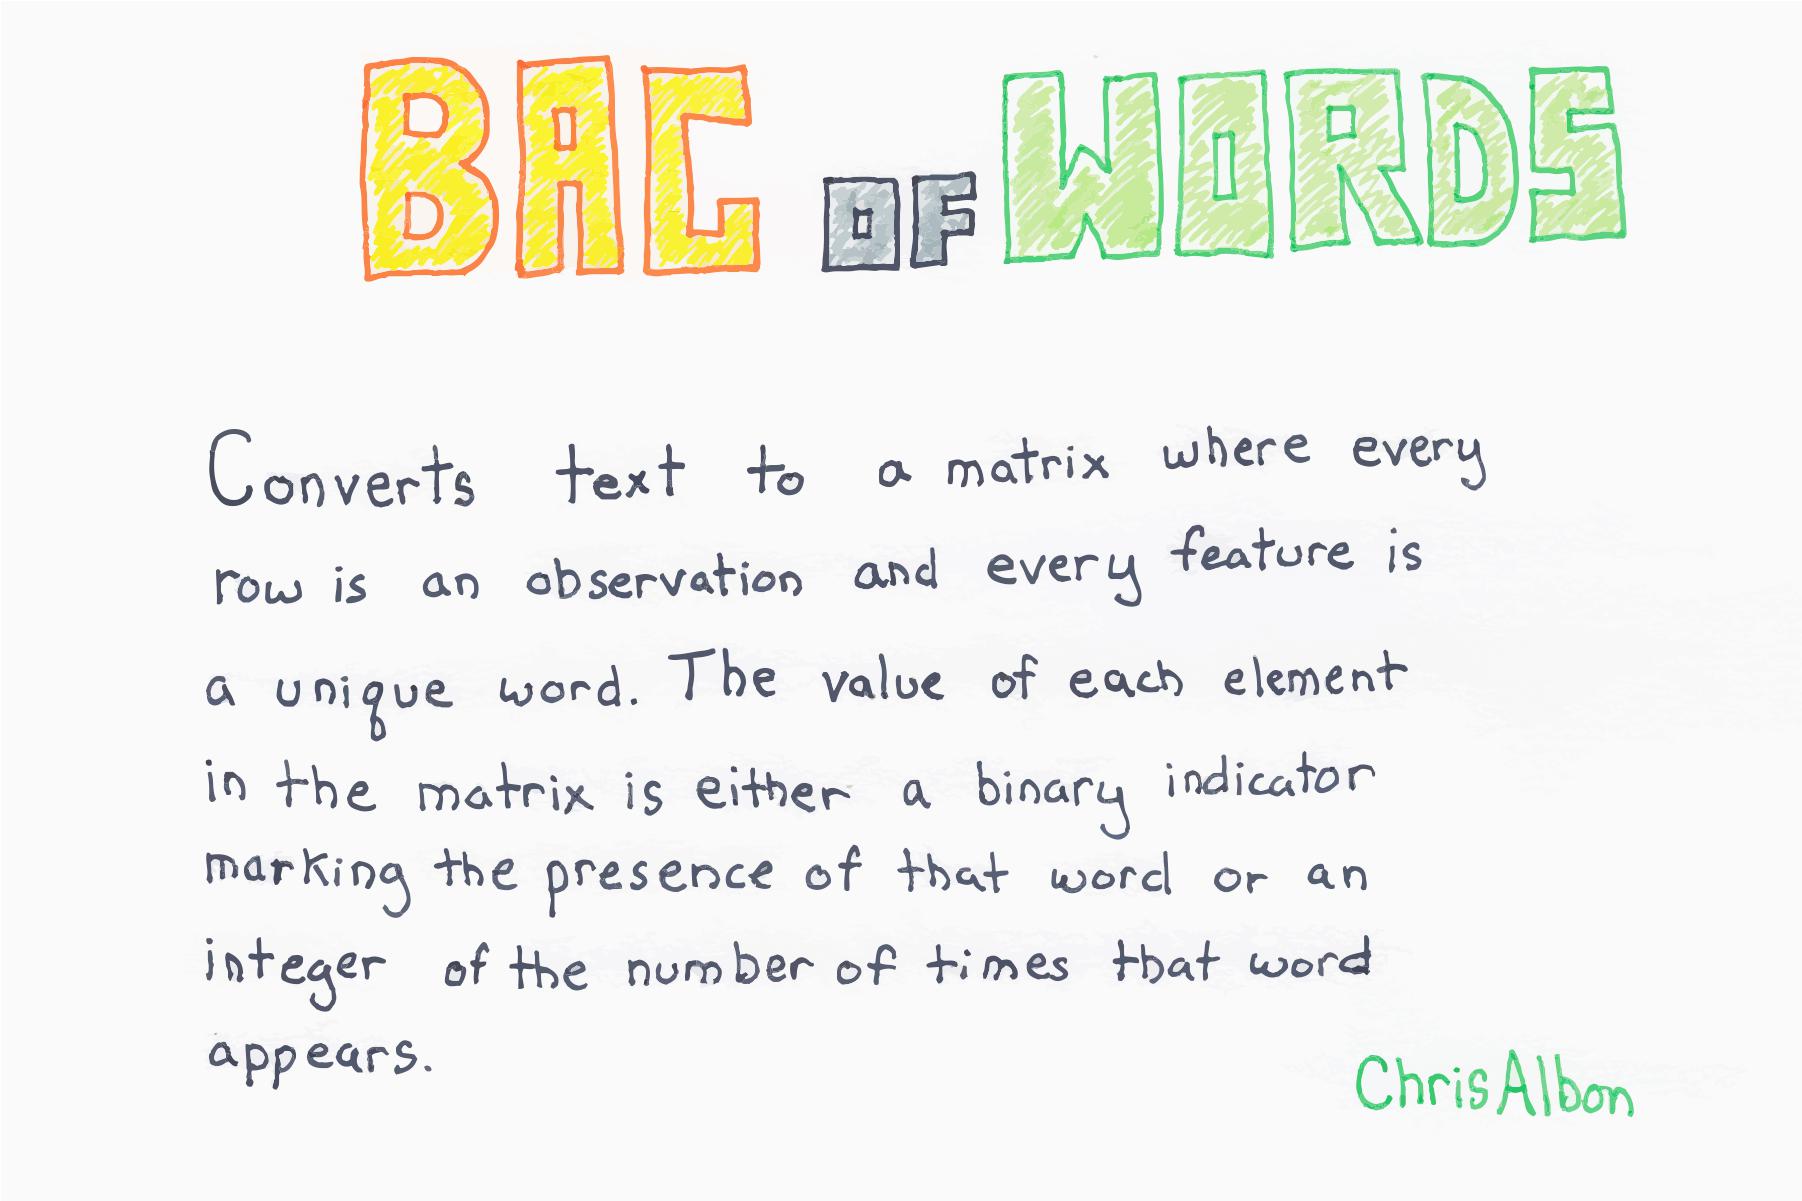 BAG OF WORDS
Converts text to a matrix where every
row is an observation and every feature is
a unique word. The value of each element
in the matrix is either a binary indicator
marking the presence of that word or an
integer of the number of times that word
appears.
ChrisAlbon